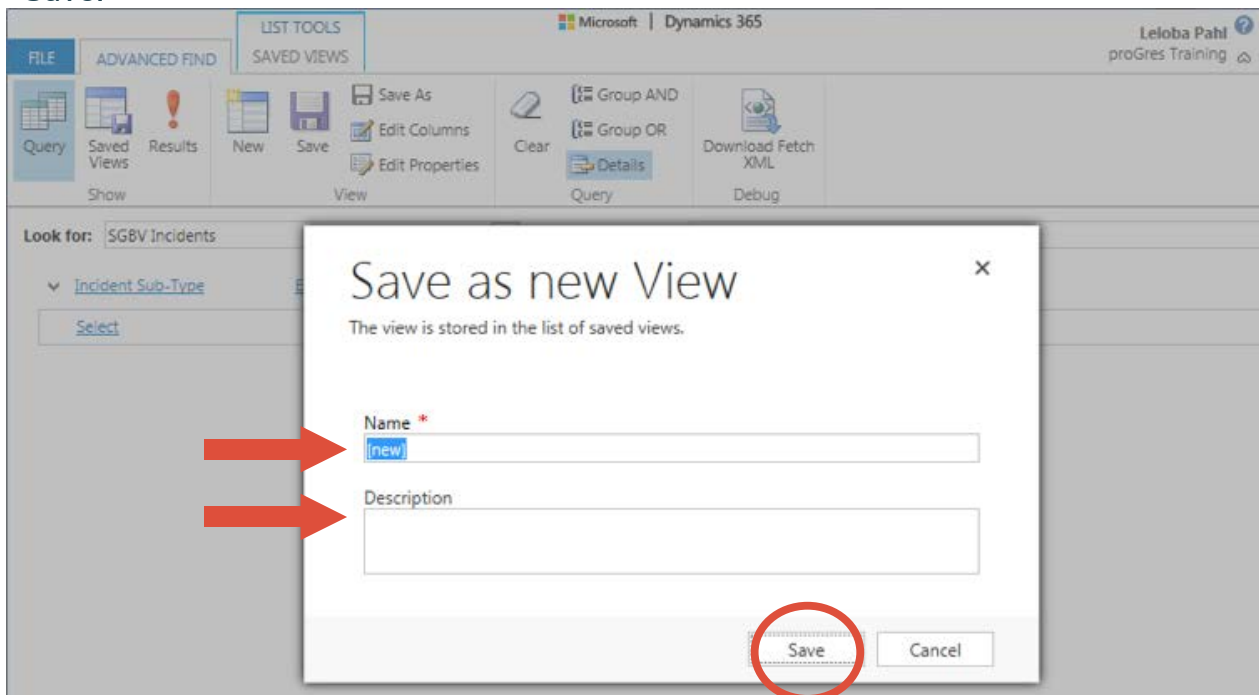 LIST TOOLS
Microsoft | Dynamics 365
Leloba Pahl
FILE
ADVANCED FIND
SAVED VIEWS
proGres Training
Query
Saved Views
Results
New
Save
Save As
Edit Columns
Edit Properties
Clear
Group AND
Group OR
Details
Download Fetch XML
Show
View
Query
Debug
Look for: SGBV Incidents
Incident Sub-Type
Select
Save as new View
The view is stored in the list of saved views.
Name *
[new]
Description
Save
Cancel